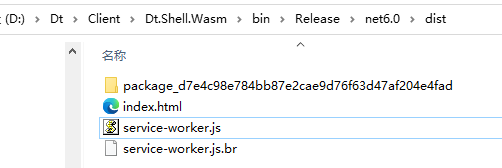 (D:) > Dt > Client > Dt.Shell.Wasm > bin > Release > net6.0 > dist
名称
package_d7e4c98e784bb87e2cae9d76f63d47af204e4fad
index.html
service-worker.js
service-worker.js.br